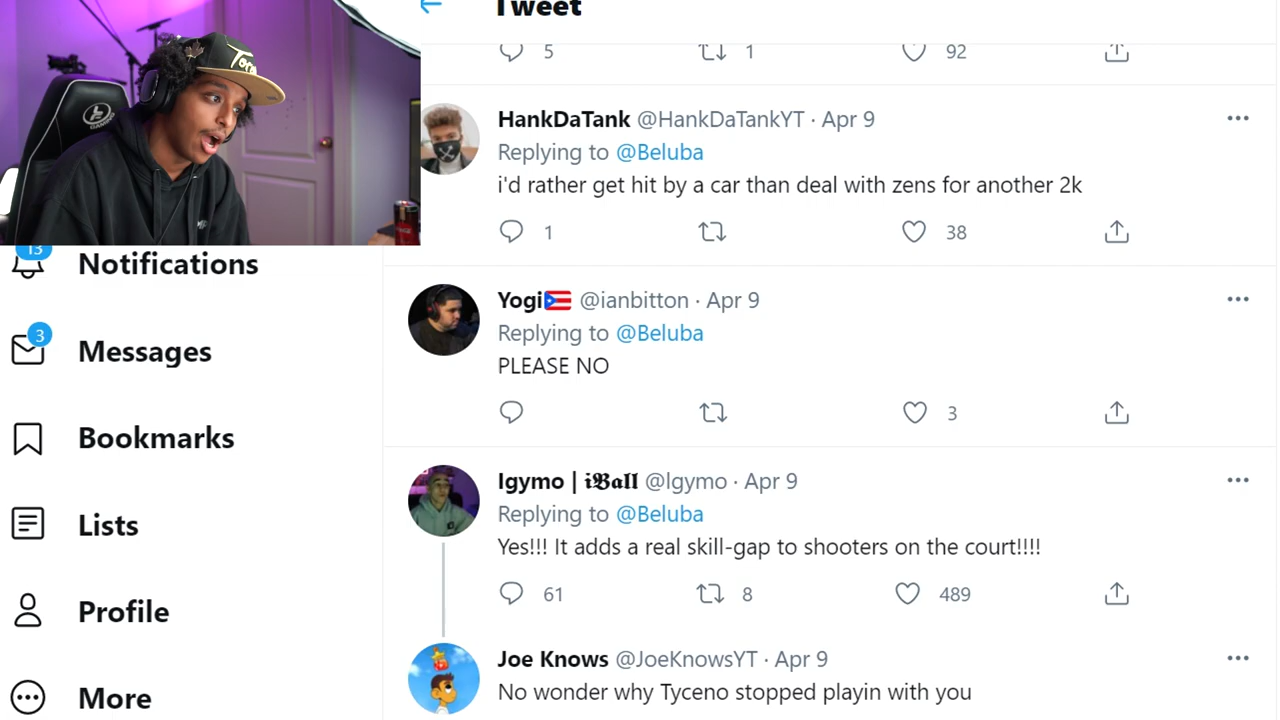 Tweet
5 1 92
HankDaTank @HankDaTankYT · Apr 9
Replying to @Beluba
i'd rather get hit by a car than deal with zens for another 2k
1 38
13
Notifications
Yogi🇵🇷 @ianbitton · Apr 9
Replying to @Beluba
PLEASE NO
3
3
Messages
Bookmarks
Igymo | 𝖎𝕭𝖆𝖑𝖑 @lgymo · Apr 9
Replying to @Beluba
Yes!!! It adds a real skill-gap to shooters on the court!!!!
61 8 489
Lists
Profile
Joe Knows @JoeKnowsYT · Apr 9
No wonder why Tyceno stopped playin with you
More